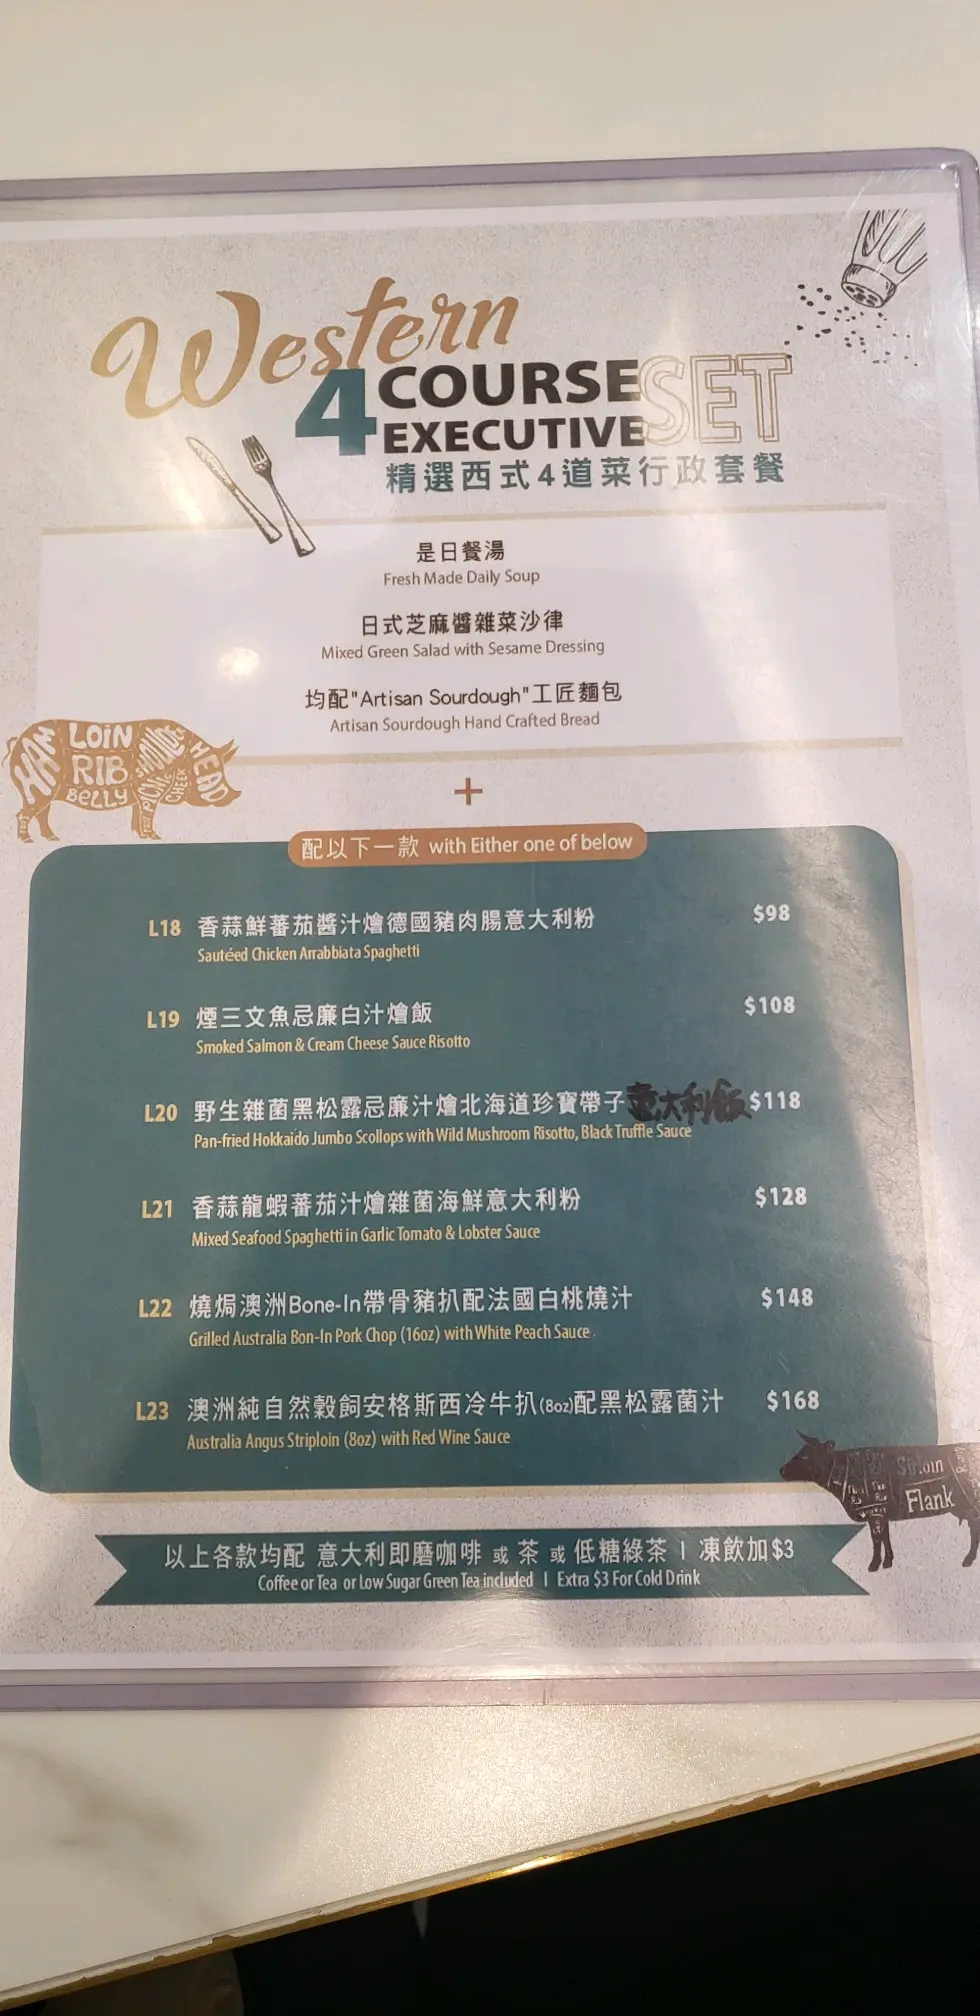 Western
4 COURSE
EXECUTIVE SET
精選西式4道菜行政套餐
是日餐湯
Fresh Made Daily Soup
日式芝麻醬雜菜沙律
Mixed Green Salad with Sesame Dressing
均配"Artisan Sourdough"工匠麵包
Artisan Sourdough Hand Crafted Bread
HAM LOIN RIB BELLY SHOULDER PICNIC CHEEK HEAD
+
配以下一款 with Either one of below
L18 香蒜鮮蕃茄醬汁燴德國豬肉腸意大利粉 $98
Sautéed Chicken Arrabbiata Spaghetti
L19 煙三文魚忌廉白汁燴飯 $108
Smoked Salmon & Cream Cheese Sauce Risotto
L20 野生雜菌黑松露忌廉汁燴北海道珍寶帶子意大利飯 $118
Pan-fried Hokkaido Jumbo Scollops with Wild Mushroom Risotto, Black Truffle Sauce
L21 香蒜龍蝦蕃茄汁燴雜菌海鮮意大利粉 $128
Mixed Seafood Spaghetti in Garlic Tomato & Lobster Sauce
L22 燒焗澳洲Bone-In帶骨豬扒配法國白桃燒汁 $148
Grilled Australia Bon-In Pork Chop (16oz) with White Peach Sauce
L23 澳洲純自然穀飼安格斯西冷牛扒(8oz)配黑松露菌汁 $168
Australia Angus Striploin (8oz) with Red Wine Sauce
Sirloin
Flank
以上各款均配 意大利即磨咖啡 或 茶 或 低糖綠茶 | 凍飲加$3
Coffee or Tea or Low Sugar Green Tea included | Extra $3 For Cold Drink